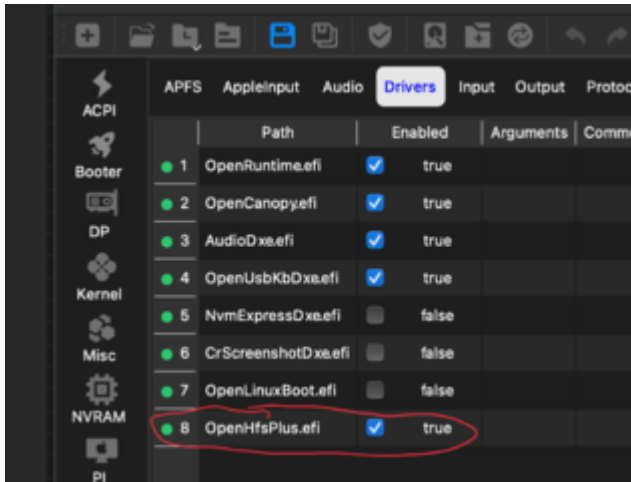 APFS AppleInput Audio Drivers Input Output Protoc
ACPI
Path Enabled Arguments Comme
Booter
1 OpenRuntime.efi true
2 OpenCanopy.efi true
DP
3 AudioDxe.efi true
4 OpenUsbKbDxe.efi true
Kernel
5 NvmExpressDxe.efi false
Misc
6 CrScreenshotDxe.efi false
7 OpenLinuxBoot.efi false
NVRAM
8 OpenHfsPlus.efi true
PI